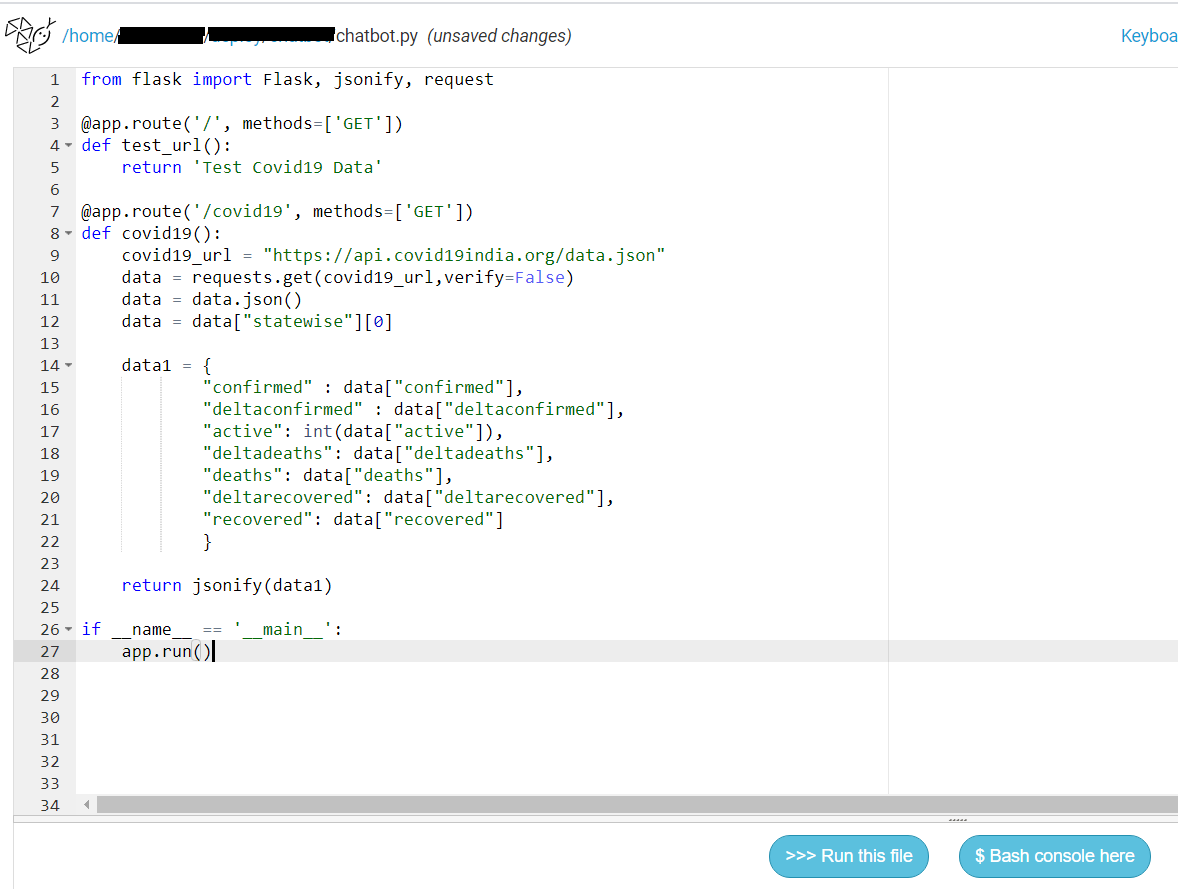 /home/ / chatbot.py (unsaved changes) Keyboa
1 from flask import Flask, jsonify, request
2
3 @app.route('/', methods=['GET'])
4 def test_url():
5     return 'Test Covid19 Data'
6
7 @app.route('/covid19', methods=['GET'])
8 def covid19():
9     covid19_url = "https://api.covid19india.org/data.json"
10     data = requests.get(covid19_url,verify=False)
11     data = data.json()
12     data = data["statewise"][0]
13
14     data1 = {
15             "confirmed" : data["confirmed"],
16             "deltaconfirmed" : data["deltaconfirmed"],
17             "active": int(data["active"]),
18             "deltadeaths": data["deltadeaths"],
19             "deaths": data["deaths"],
20             "deltarecovered": data["deltarecovered"],
21             "recovered": data["recovered"]
22             }
23
24     return jsonify(data1)
25
26 if __name__ == '__main__':
27     app.run()
28
29
30
31
32
33
34
>>> Run this file $ Bash console here